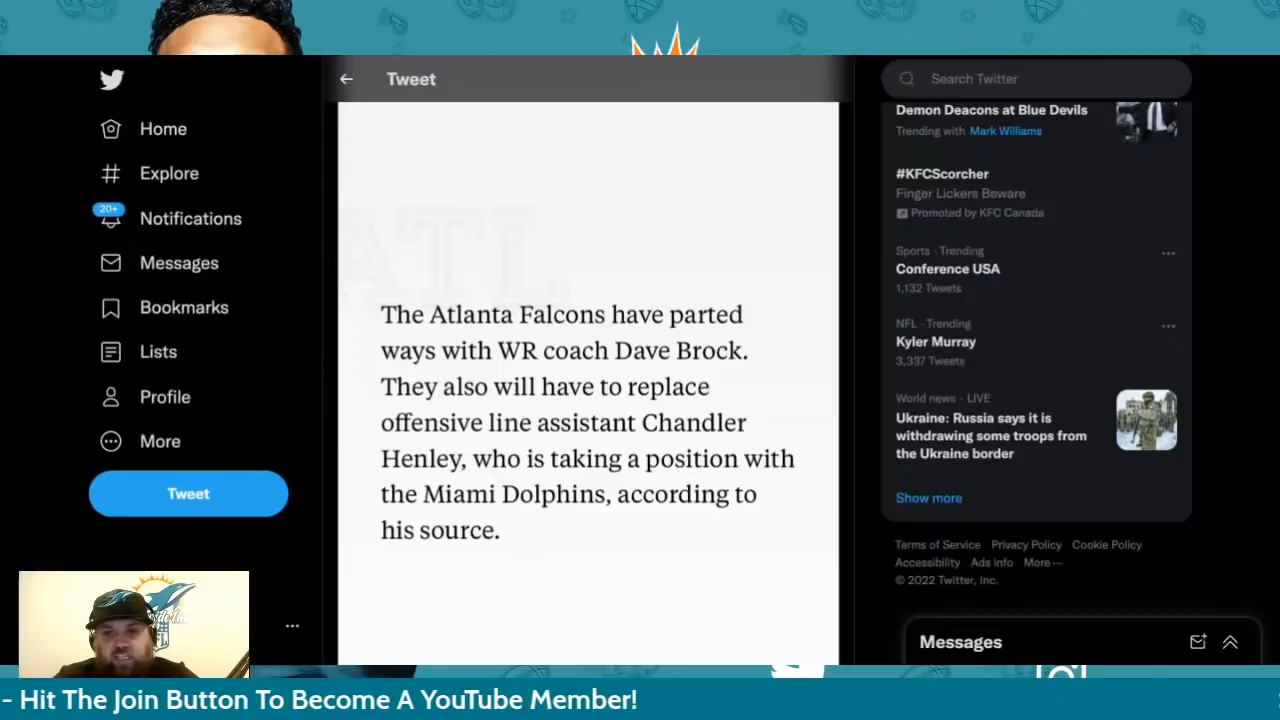 Tweet
Search Twitter
Home
Explore
20+
Notifications
Messages
Bookmarks
Lists
Profile
More
Tweet
ATL
The Atlanta Falcons have parted
ways with WR coach Dave Brock.
They also will have to replace
offensive line assistant Chandler
Henley, who is taking a position with
the Miami Dolphins, according to
his source.
Demon Deacons at Blue Devils
Trending with Mark Williams
#KFCScorcher
Finger Lickers Beware
Promoted by KFC Canada
Sports · Trending
Conference USA
1,132 Tweets
NFL · Trending
Kyler Murray
3,337 Tweets
World news · LIVE
Ukraine: Russia says it is
withdrawing some troops from
the Ukraine border
Show more
Terms of Service Privacy Policy Cookie Policy
Accessibility Ads info More ···
© 2022 Twitter, Inc.
Messages
- Hit The Join Button To Become A YouTube Member!